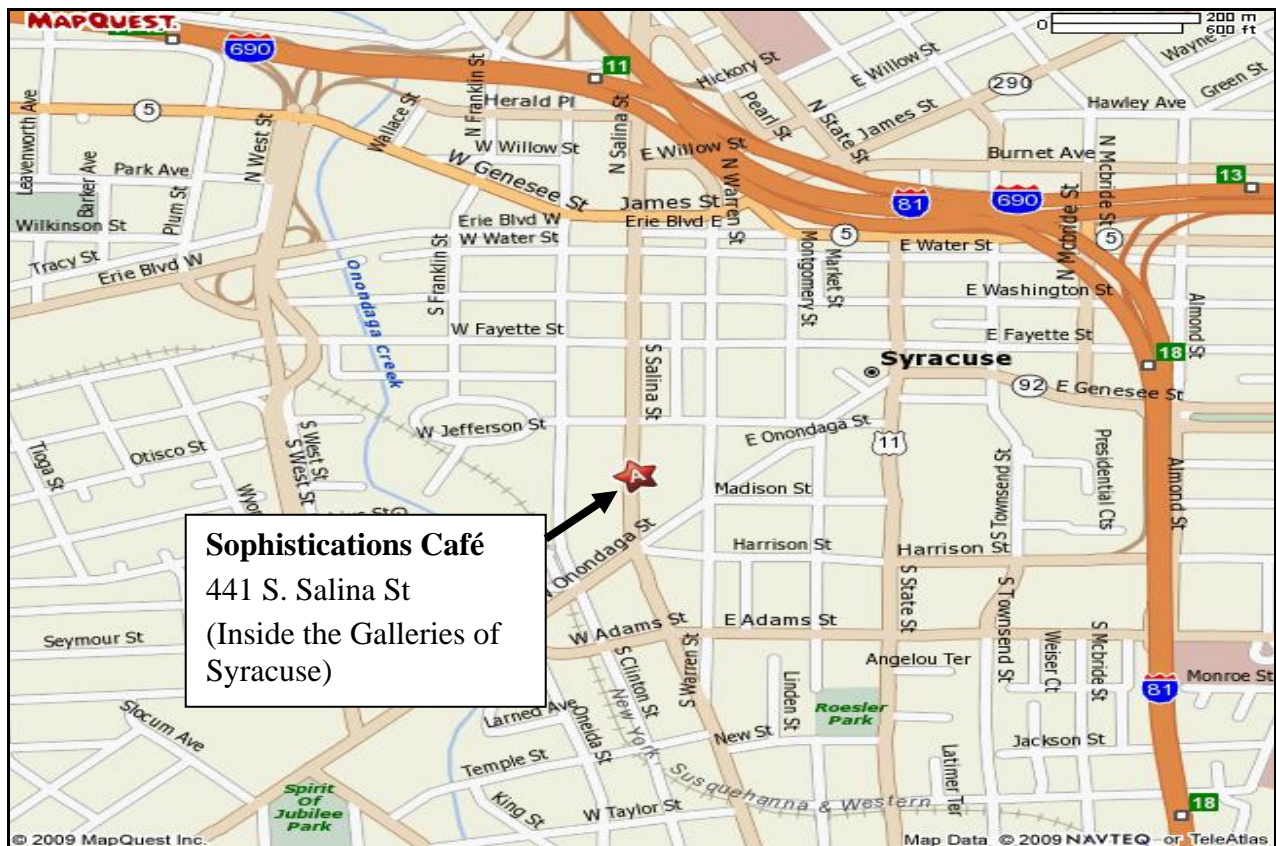 MAPQUEST.
200 m
0
600 ft
690
11
N Franklin St
Hickory St
E Willow St
Wayne
Green St
290
Hawley Ave
Leavenworth Ave
5
Wallace St
Herald Pl
N Salina St
Pearl St
N State St
James St
N West St
W Willow St
E Willow St
Burnet Ave
N Mcbride St
13
Park Ave
Barker Ave
Plum St
W Genesee St
James St
N Warren St
81
690
Wilkinson St
Erie Blvd W
Erie Blvd E
W Water St
5
E Water St
N Mcbride St
5
Tracy St
Erie Blvd W
S Franklin St
Onondaga Creek
Montgomery St
Market St
E Washington St
Almond St
W Fayette St
E Fayette St
S Salina St
Syracuse
18
92
E Genesee St
W Jefferson St
E Onondaga St
11
Tioga St
Otisco St
S West St
S West St
A
Madison St
S Townsend St
Presidential Cts
Almond St
Sophistications Café
441 S. Salina St
(Inside the Galleries of
Syracuse)
Onondaga St
Harrison St
Harrison St
S State St
S Townsend St
Seymour St
W Adams St
E Adams St
S Clinton St
S Warren St
Angelou Ter
Weiser Ct
S Mcbride St
Monroe St
81
Linden St
Roesler
Park
Slocum Ave
Larned Ave
Oneida St
New York
New St
Jackson St
Temple St
Susquehanna & Western
Latimer Ter
Spirit
Of
Jubilee
Park
King St
W Taylor St
18
© 2009 MapQuest Inc.
Map Data © 2009 NAVTEQ or TeleAtlas